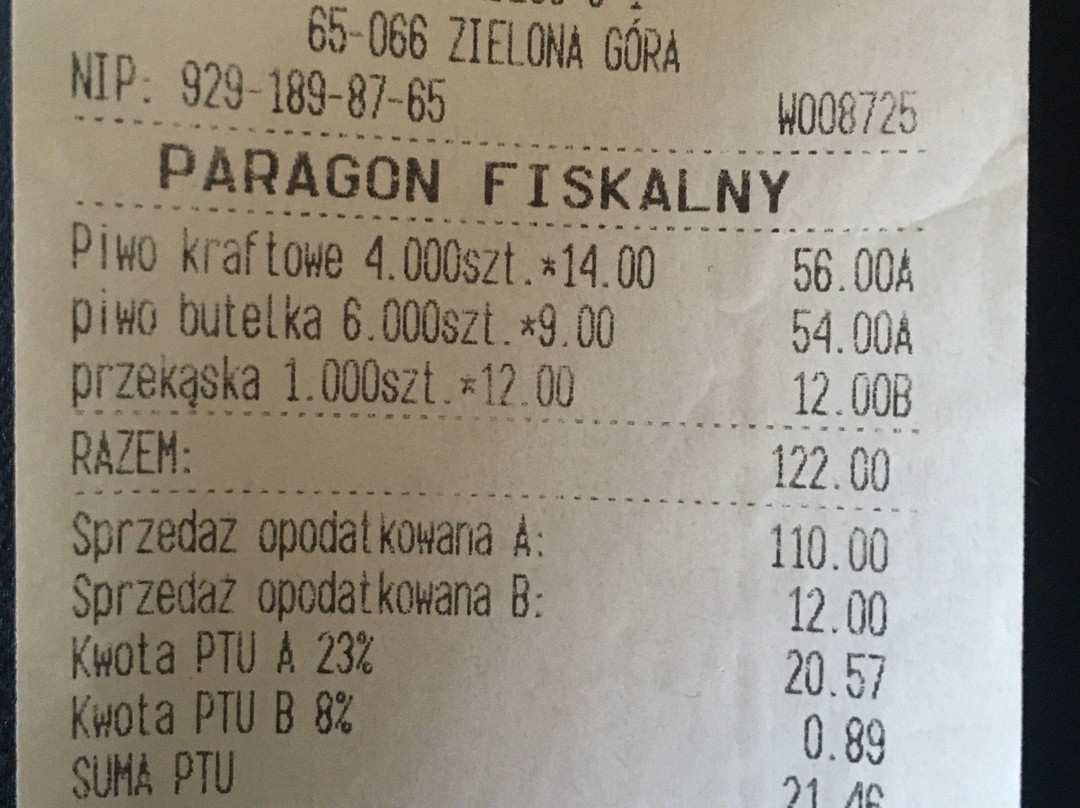 65-066 ZIELONA GÓRA
NIP: 929-189-87-65 W008725
PARAGON FISKALNY
Piwo kraftowe 4.000szt.*14.00 56.00A
piwo butelka 6.000szt.*9.00 54.00A
przekąska 1.000szt.*12.00 12.00B
RAZEM: 122.00
Sprzedaż opodatkowana A: 110.00
Sprzedaż opodatkowana B: 12.00
Kwota PTU A 23% 20.57
Kwota PTU B 8% 0.89
SUMA PTU 21.46